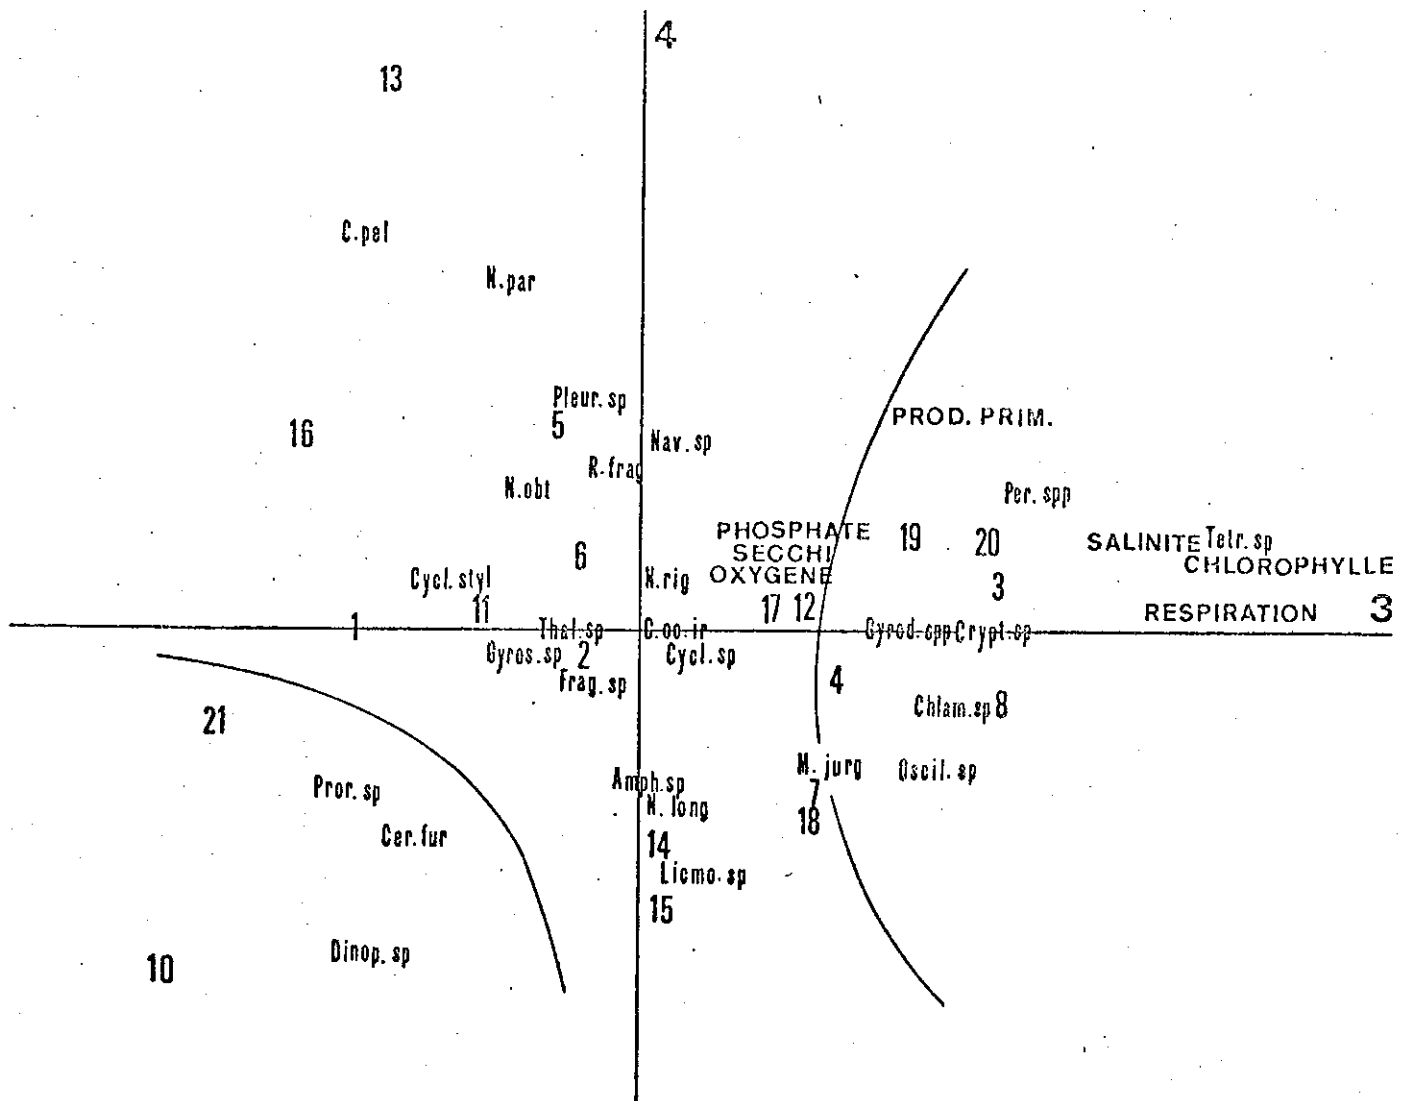 4
13
C.pel
N.par
Pleur.sp
5
16
Nav.sp
R.frag
N.obt
PROD. PRIM.
Per.spp
PHOSPHATE
SECCHI
OXYGENE
19
20
SALINITE
Tetr.sp
CHLOROPHYLLE
6
Cycl.styl
N.rig
3
11
17
12
RESPIRATION
3
1
Thal.sp
C.oc.ir
Gyrod.spp
Crypt.sp
Gyros.sp
2
Cycl.sp
Frag.sp
4
Chlam.sp
8
21
M.jurg
Oscil.sp
Pror.sp
Amph.sp
7
N.long
18
Cer.fur
14
Licmo.sp
15
Dinop.sp
10